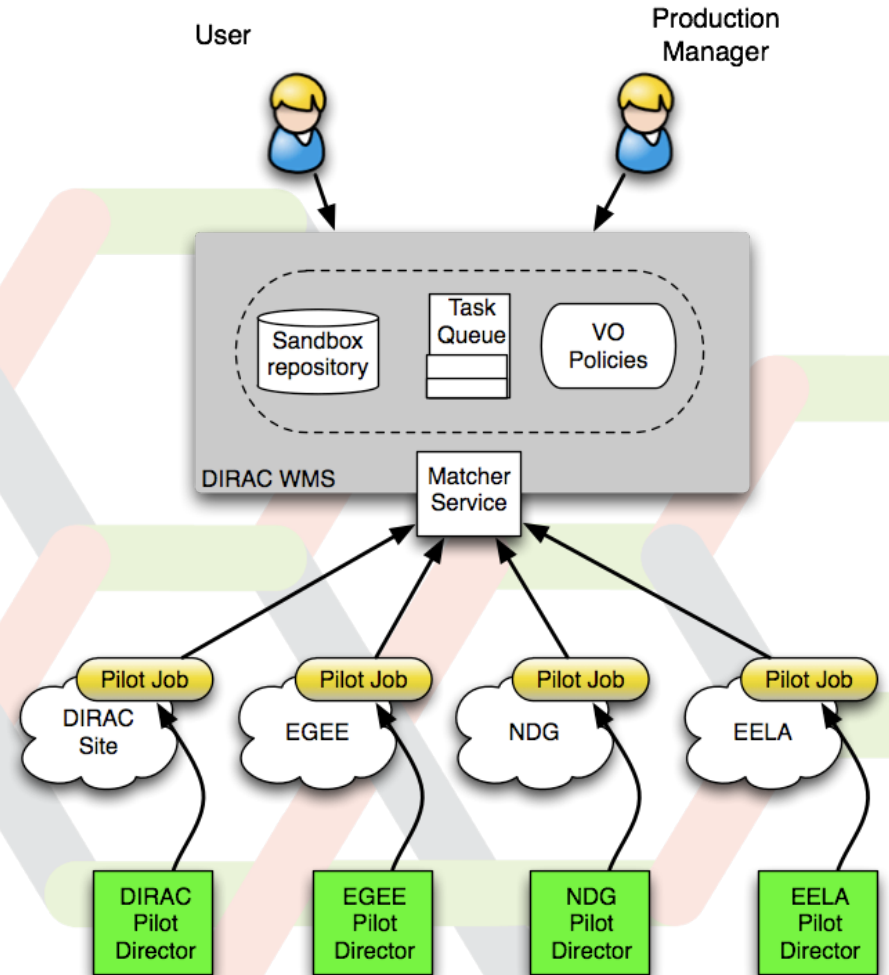 User
Production
Manager
Sandbox
repository
Task
Queue
VO
Policies
DIRAC WMS
Matcher
Service
Pilot Job
Pilot Job
Pilot Job
Pilot Job
DIRAC
Site
EGEE
NDG
EELA
DIRAC
Pilot
Director
EGEE
Pilot
Director
NDG
Pilot
Director
EELA
Pilot
Director